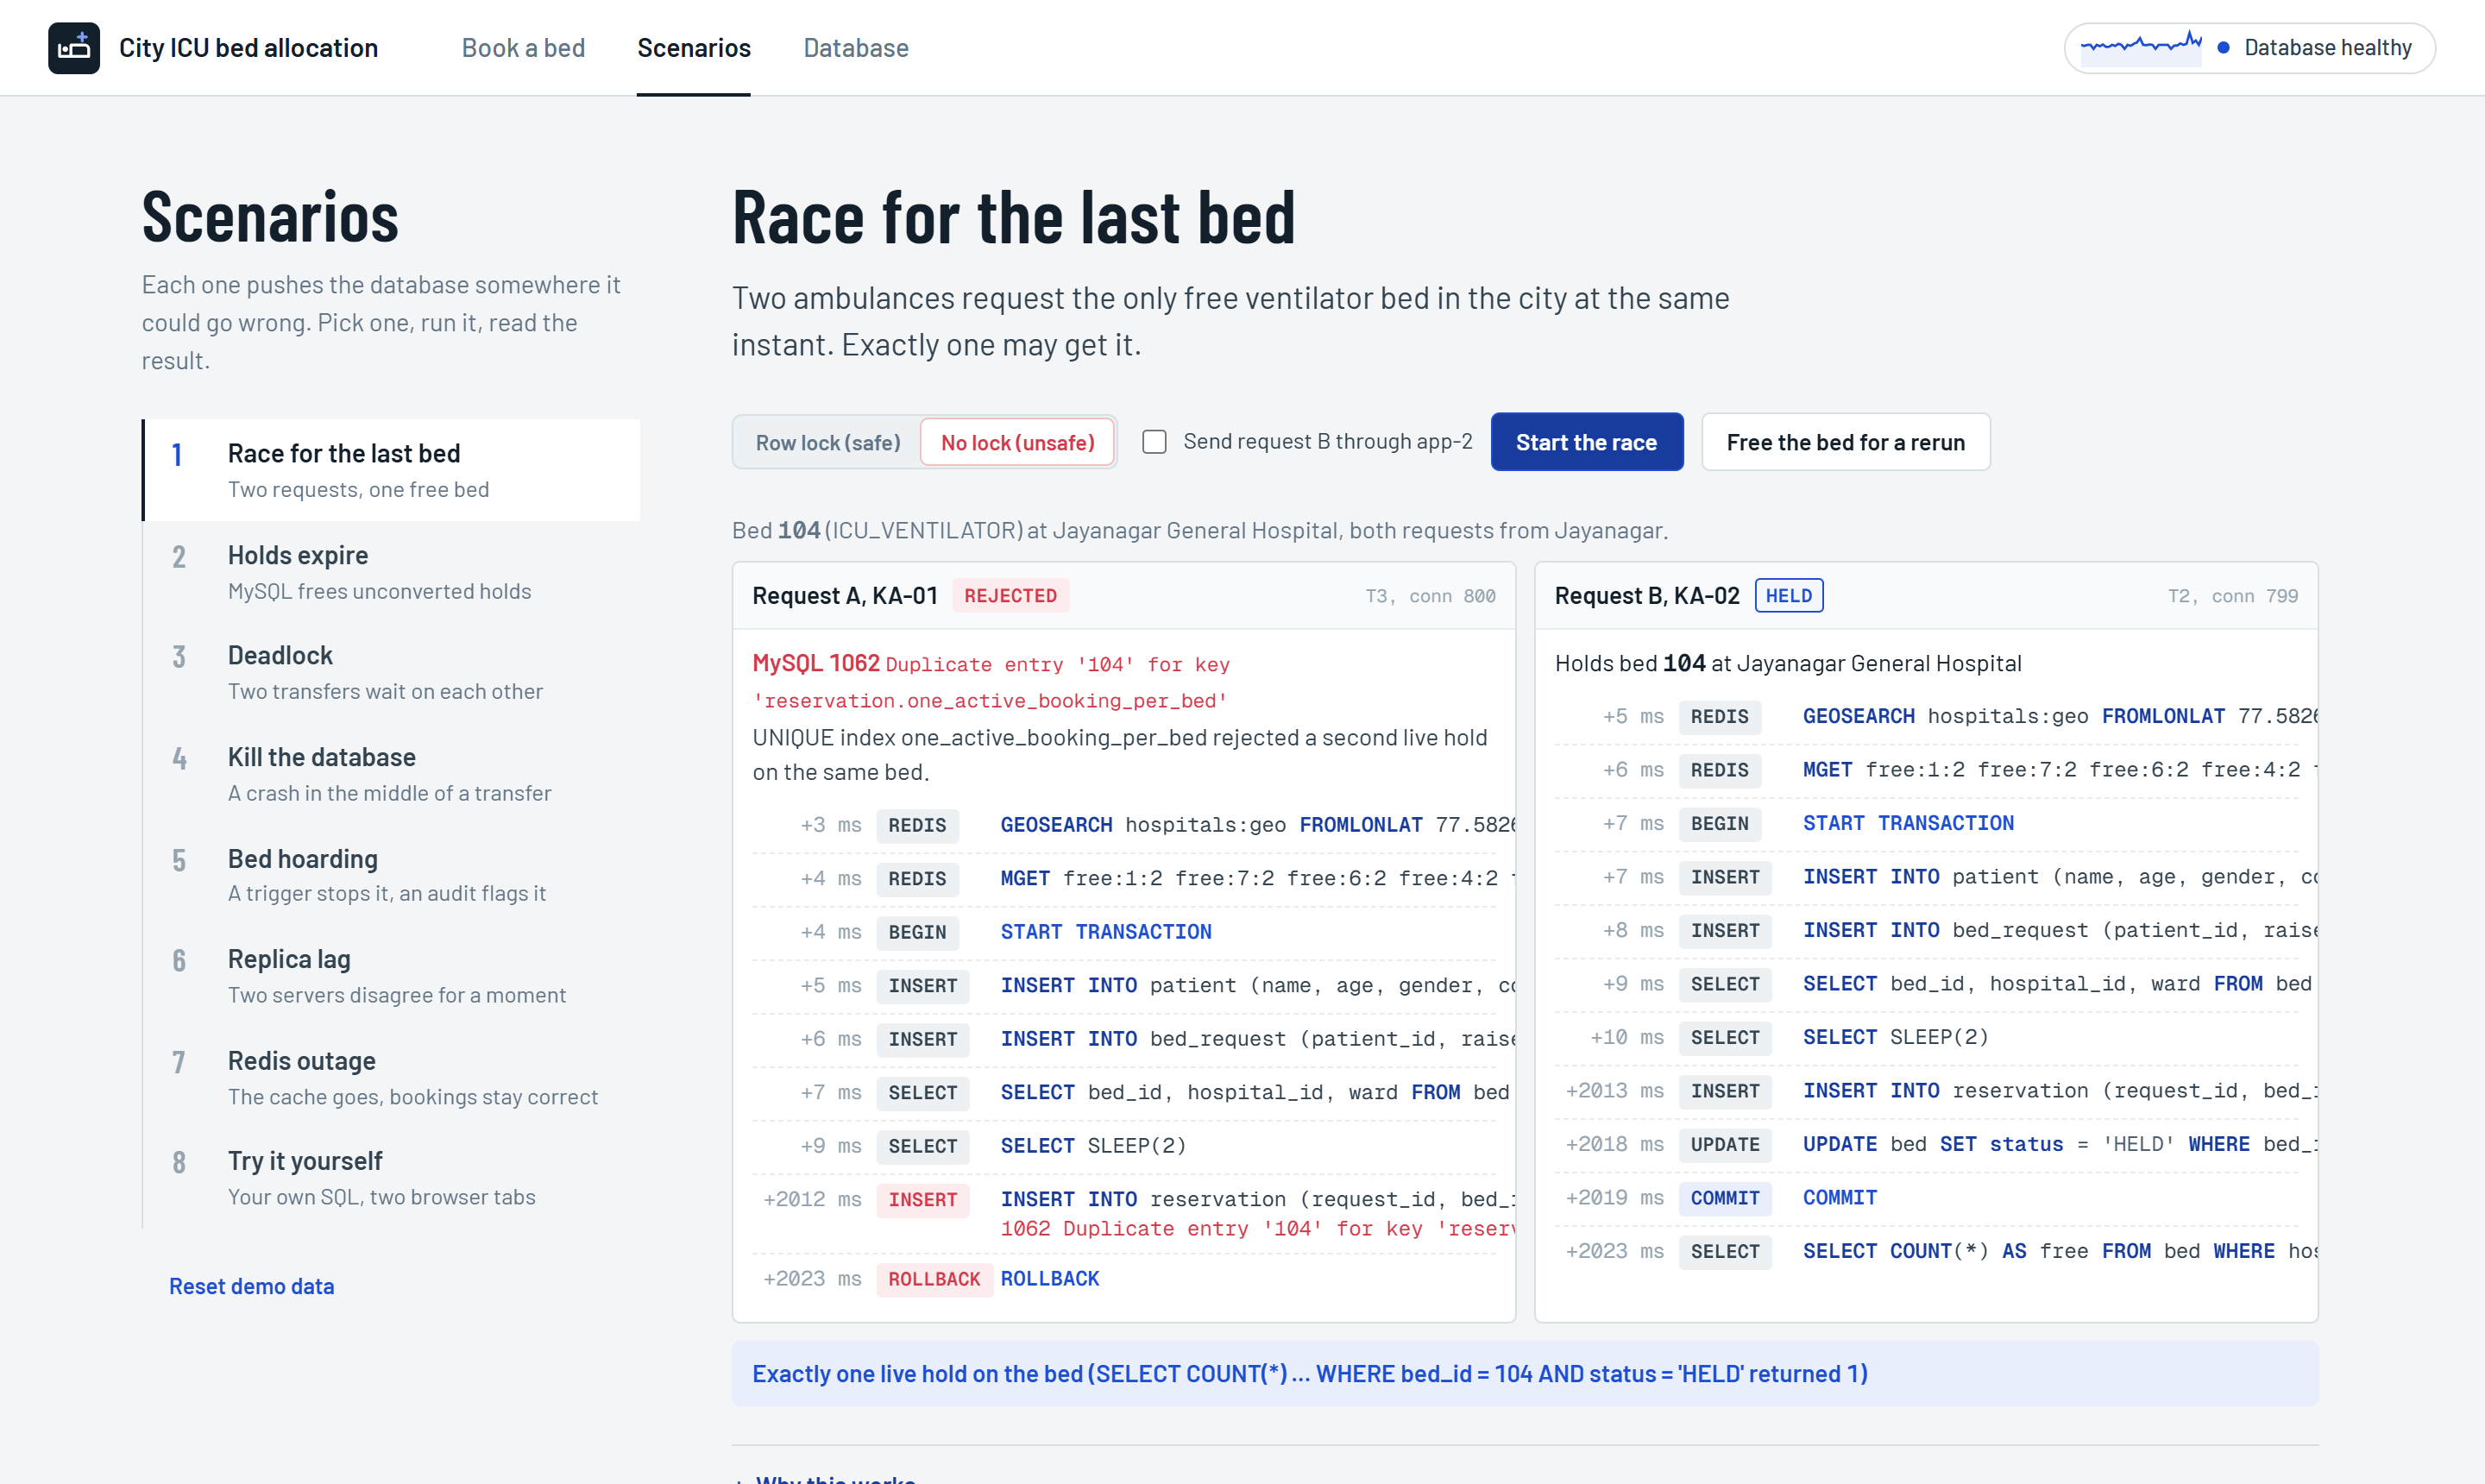 City ICU bed allocation
Book a bed
Scenarios
Database
Database healthy
Scenarios
Each one pushes the database somewhere it
could go wrong. Pick one, run it, read the
result.
1 Race for the last bed
Two requests, one free bed
2 Holds expire
MySQL frees unconverted holds
3 Deadlock
Two transfers wait on each other
4 Kill the database
A crash in the middle of a transfer
5 Bed hoarding
A trigger stops it, an audit flags it
6 Replica lag
Two servers disagree for a moment
7 Redis outage
The cache goes, bookings stay correct
8 Try it yourself
Your own SQL, two browser tabs
Reset demo data
Race for the last bed
Two ambulances request the only free ventilator bed in the city at the same
instant. Exactly one may get it.
Row lock (safe)
No lock (unsafe)
Send request B through app-2
Start the race
Free the bed for a rerun
Bed 104 (ICU_VENTILATOR) at Jayanagar General Hospital, both requests from Jayanagar.
Request A, KA-01 REJECTED T3, conn 800
MySQL 1062 Duplicate entry '104' for key
'reservation.one_active_booking_per_bed'
UNIQUE index one_active_booking_per_bed rejected a second live hold
on the same bed.
+3 ms REDIS GEOSEARCH hospitals:geo FROMLONLAT 77.5826
+4 ms REDIS MGET free:1:2 free:7:2 free:6:2 free:4:2
+4 ms BEGIN START TRANSACTION
+5 ms INSERT INSERT INTO patient (name, age, gender, co
+6 ms INSERT INSERT INTO bed_request (patient_id, raise
+7 ms SELECT SELECT bed_id, hospital_id, ward FROM bed
+9 ms SELECT SELECT SLEEP(2)
+2012 ms INSERT INSERT INTO reservation (request_id, bed_i
1062 Duplicate entry '104' for key 'reserv
+2023 ms ROLLBACK ROLLBACK
Request B, KA-02 HELD T2, conn 799
Holds bed 104 at Jayanagar General Hospital
+5 ms REDIS GEOSEARCH hospitals:geo FROMLONLAT 77.5826
+6 ms REDIS MGET free:1:2 free:7:2 free:6:2 free:4:2
+7 ms BEGIN START TRANSACTION
+7 ms INSERT INSERT INTO patient (name, age, gender, co
+8 ms INSERT INSERT INTO bed_request (patient_id, raise
+9 ms SELECT SELECT bed_id, hospital_id, ward FROM bed
+10 ms SELECT SELECT SLEEP(2)
+2013 ms INSERT INSERT INTO reservation (request_id, bed_i
+2018 ms UPDATE UPDATE bed SET status = 'HELD' WHERE bed_i
+2019 ms COMMIT COMMIT
+2023 ms SELECT SELECT COUNT(*) AS free FROM bed WHERE hos
Exactly one live hold on the bed (SELECT COUNT(*) ... WHERE bed_id = 104 AND status = 'HELD' returned 1)
Why this works